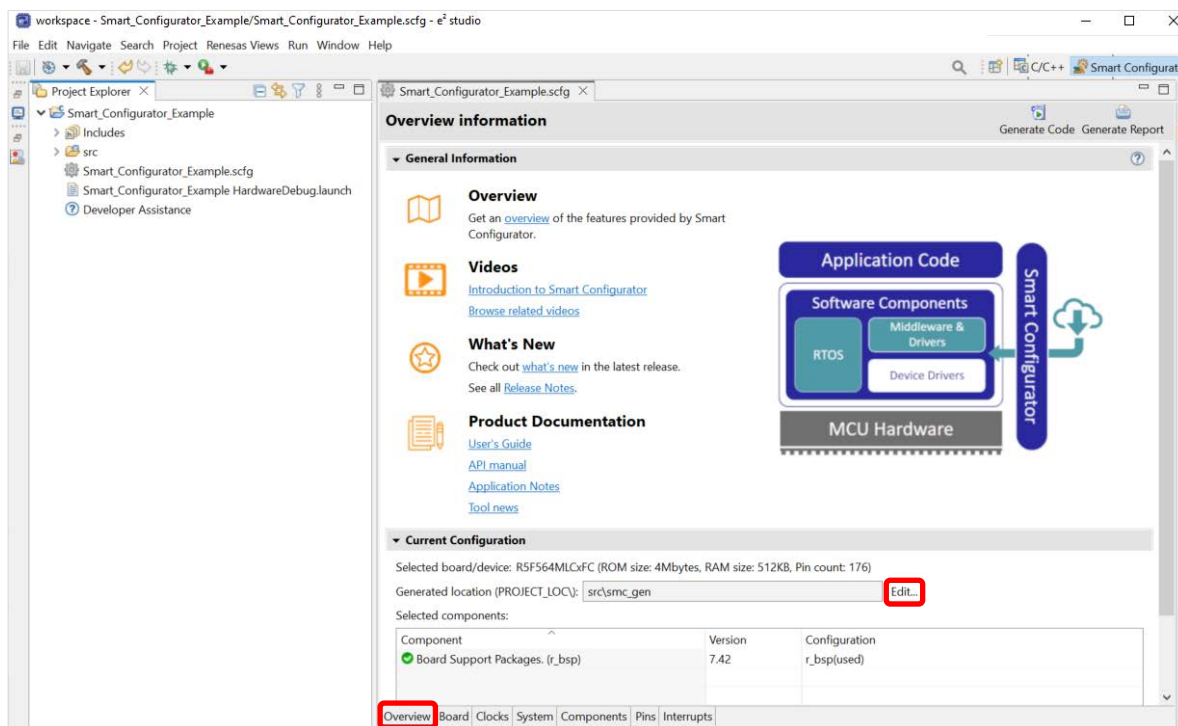 workspace - Smart_Configurator_Example/Smart_Configurator_Example.scfg - e² studio
File Edit Navigate Search Project Renesas Views Run Window Help
C/C++ Smart Configurat
Project Explorer
Smart_Configurator_Example
Includes
src
Smart_Configurator_Example.scfg
Smart_Configurator_Example HardwareDebug.launch
Developer Assistance
Smart_Configurator_Example.scfg
Overview information
Generate Code Generate Report
General Information
Overview
Get an overview of the features provided by Smart
Configurator.
Videos
Introduction to Smart Configurator
Browse related videos
What's New
Check out what's new in the latest release.
See all Release Notes.
Product Documentation
User's Guide
API manual
Application Notes
Tool news
Application Code
Software Components
RTOS
Middleware &
Drivers
Device Drivers
MCU Hardware
Smart Configurator
Current Configuration
Selected board/device: R5F564MLCxFC (ROM size: 4Mbytes, RAM size: 512KB, Pin count: 176)
Generated location (PROJECT_LOC\): src\smc_gen Edit...
Selected components:
Component Version Configuration
Board Support Packages. (r_bsp) 7.42 r_bsp(used)
Overview Board Clocks System Components Pins Interrupts